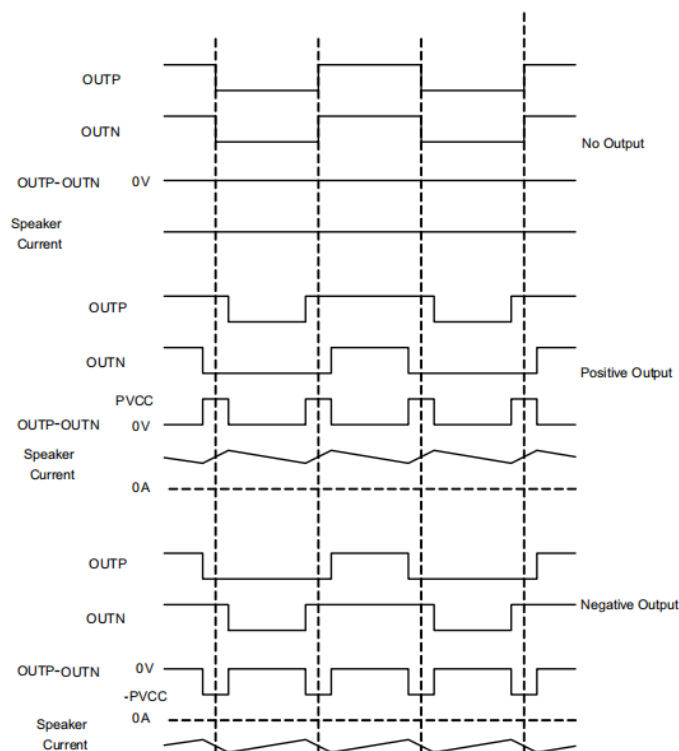 OUTP
OUTN
No Output
OUTP-OUTN 0V
Speaker
Current
OUTP
OUTN
Positive Output
PVCC
OUTP-OUTN 0V
Speaker
Current
0A
OUTP
OUTN
Negative Output
OUTP-OUTN 0V
-PVCC
0A
Speaker
Current